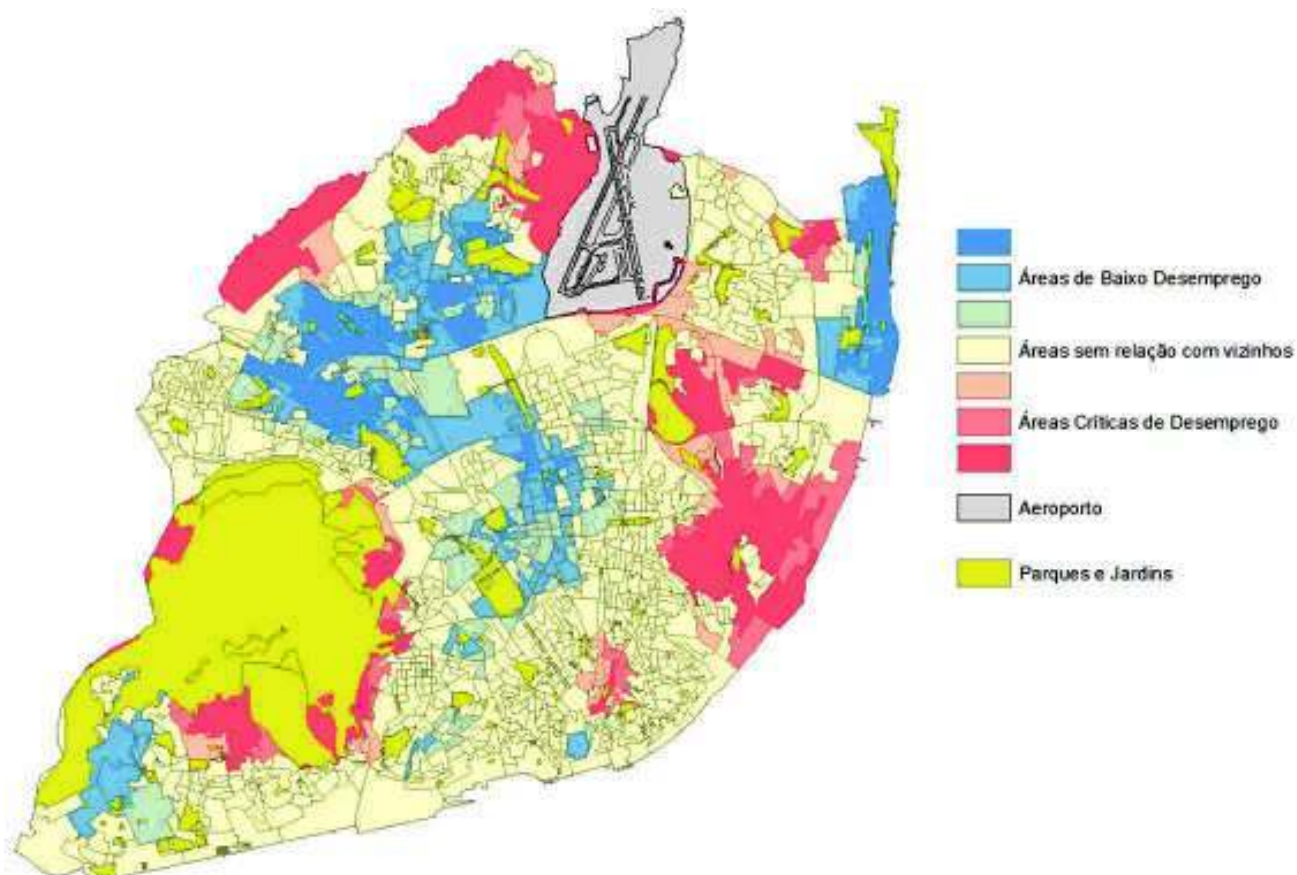 Áreas de Baixo Desemprego
Áreas sem relação com vizinhos
Áreas Críticas de Desemprego
Aeroporto
Parques e Jardins